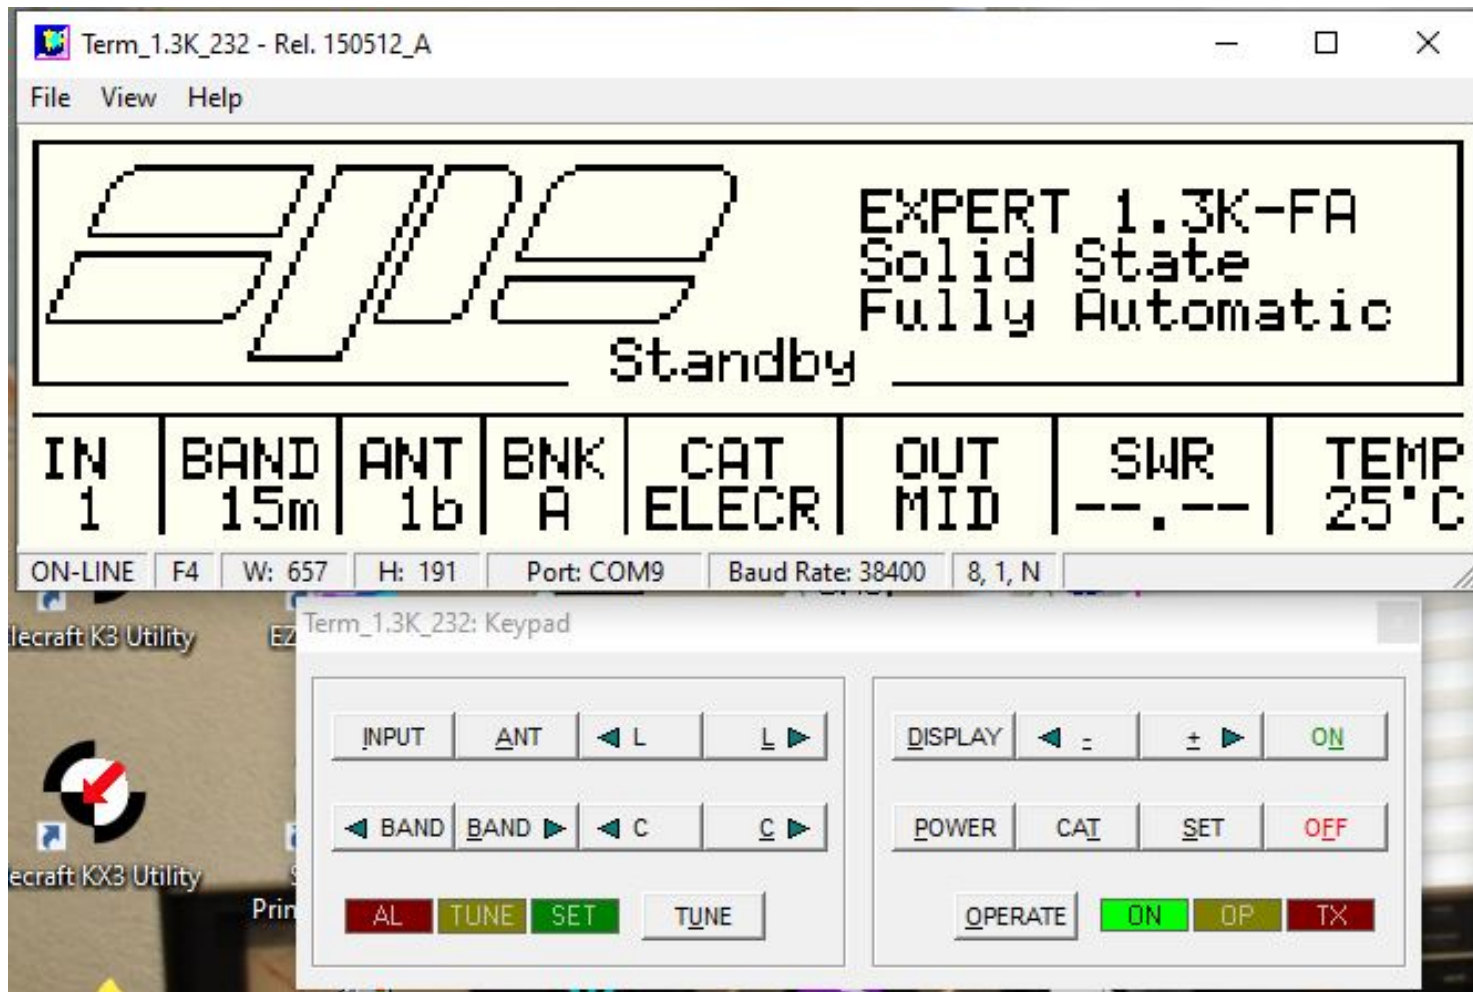 Term_1.3K_232 - Rel. 150512_A
File View Help
EXPERT 1.3K-FA
Solid State
Fully Automatic
Standby
IN BAND ANT BNK CAT OUT SWR TEMP
1 15m 1b A ELECR MID --.-- 25°C
ON-LINE F4 W: 657 H: 191 Port: COM9 Baud Rate: 38400 8, 1, N
lecraft K3 Utility EZ
Term_1.3K_232: Keypad
INPUT ANT L L DISPLAY - + ON
BAND BAND C C POWER CAT SET OFF
ecraft KX3 Utility
Prin
AL TUNE SET TUNE OPERATE ON OP TX